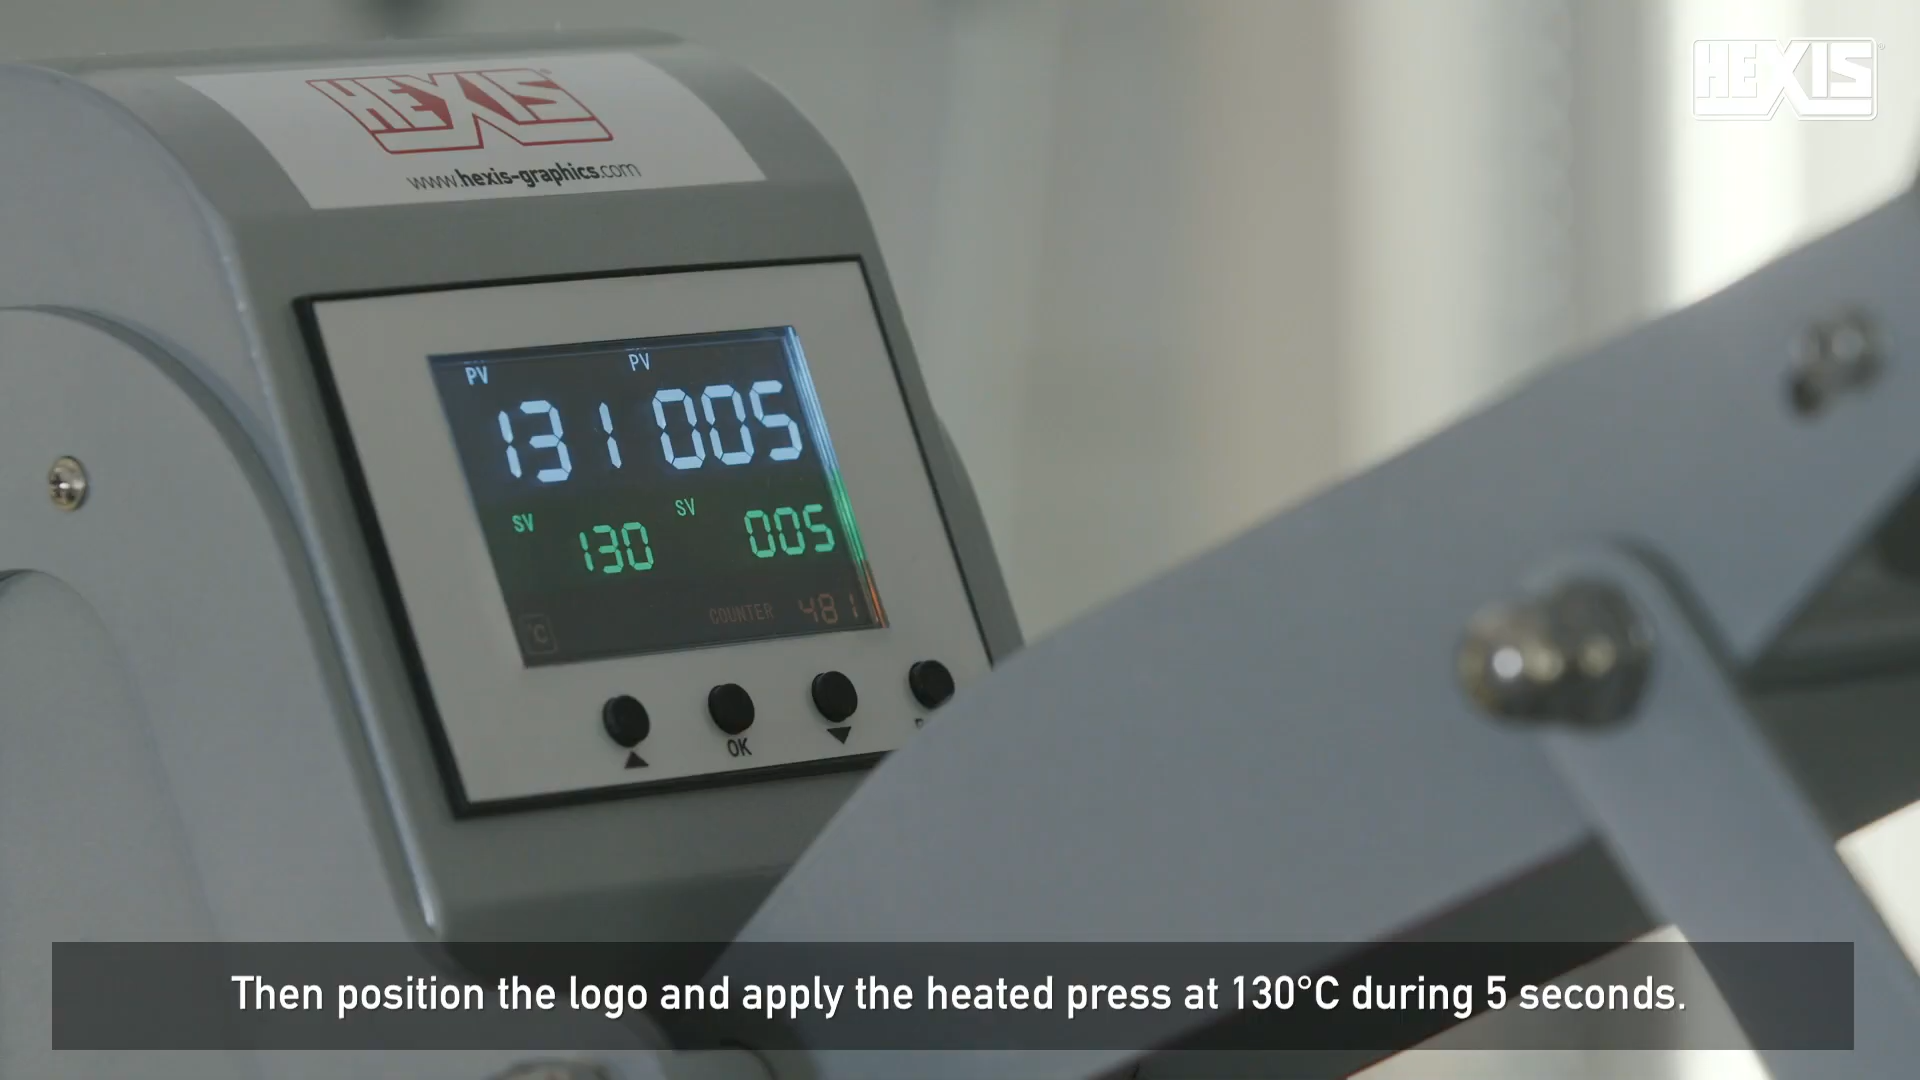 HEXIS
HEXIS
www.hexis-graphics.com
PV PV
131 005
SV SV
130 005
COUNTER 481
°C
OK
Then position the logo and apply the heated press at 130°C during 5 seconds.